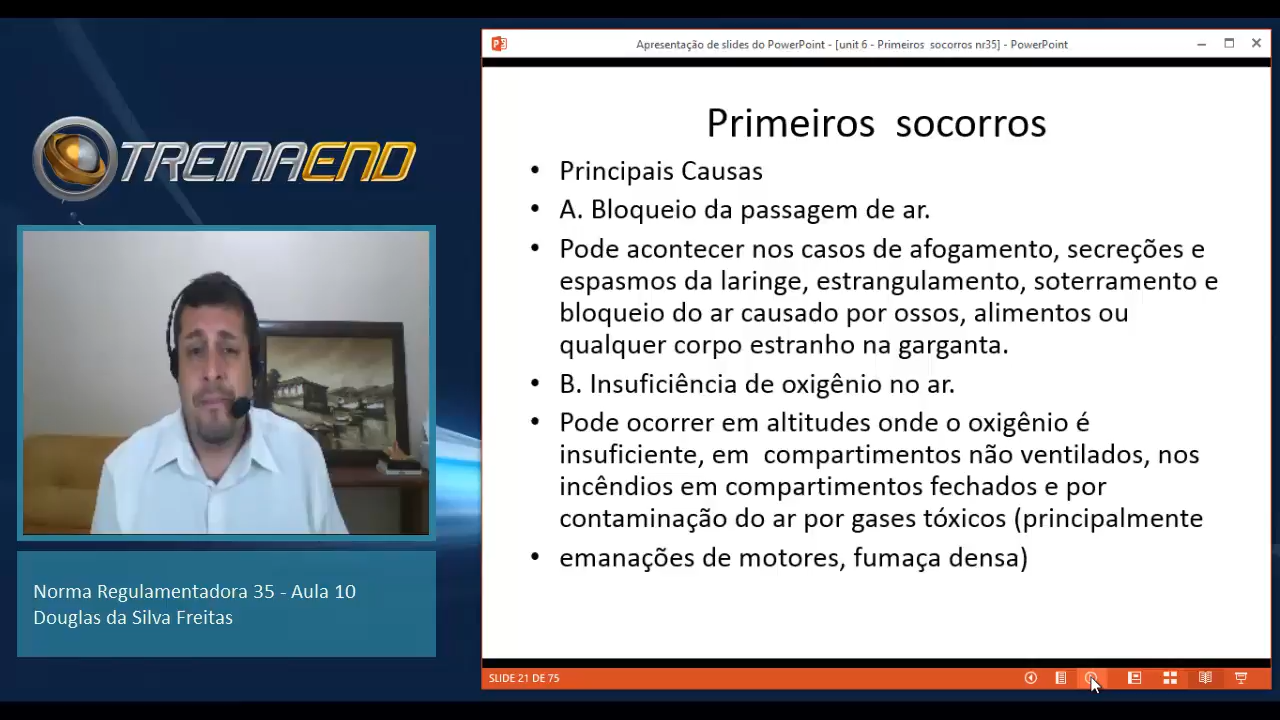 TREINAEND
Norma Regulamentadora 35 - Aula 10
Douglas da Silva Freitas
Apresentação de slides do PowerPoint - [unit 6 - Primeiros  socorros nr35] - PowerPoint
Primeiros  socorros
• Principais Causas
• A. Bloqueio da passagem de ar.
• Pode acontecer nos casos de afogamento, secreções e
espasmos da laringe, estrangulamento, soterramento e
bloqueio do ar causado por ossos, alimentos ou
qualquer corpo estranho na garganta.
• B. Insuficiência de oxigênio no ar.
• Pode ocorrer em altitudes onde o oxigênio é
insuficiente, em  compartimentos não ventilados, nos
incêndios em compartimentos fechados e por
contaminação do ar por gases tóxicos (principalmente
• emanações de motores, fumaça densa)
SLIDE 21 DE 75